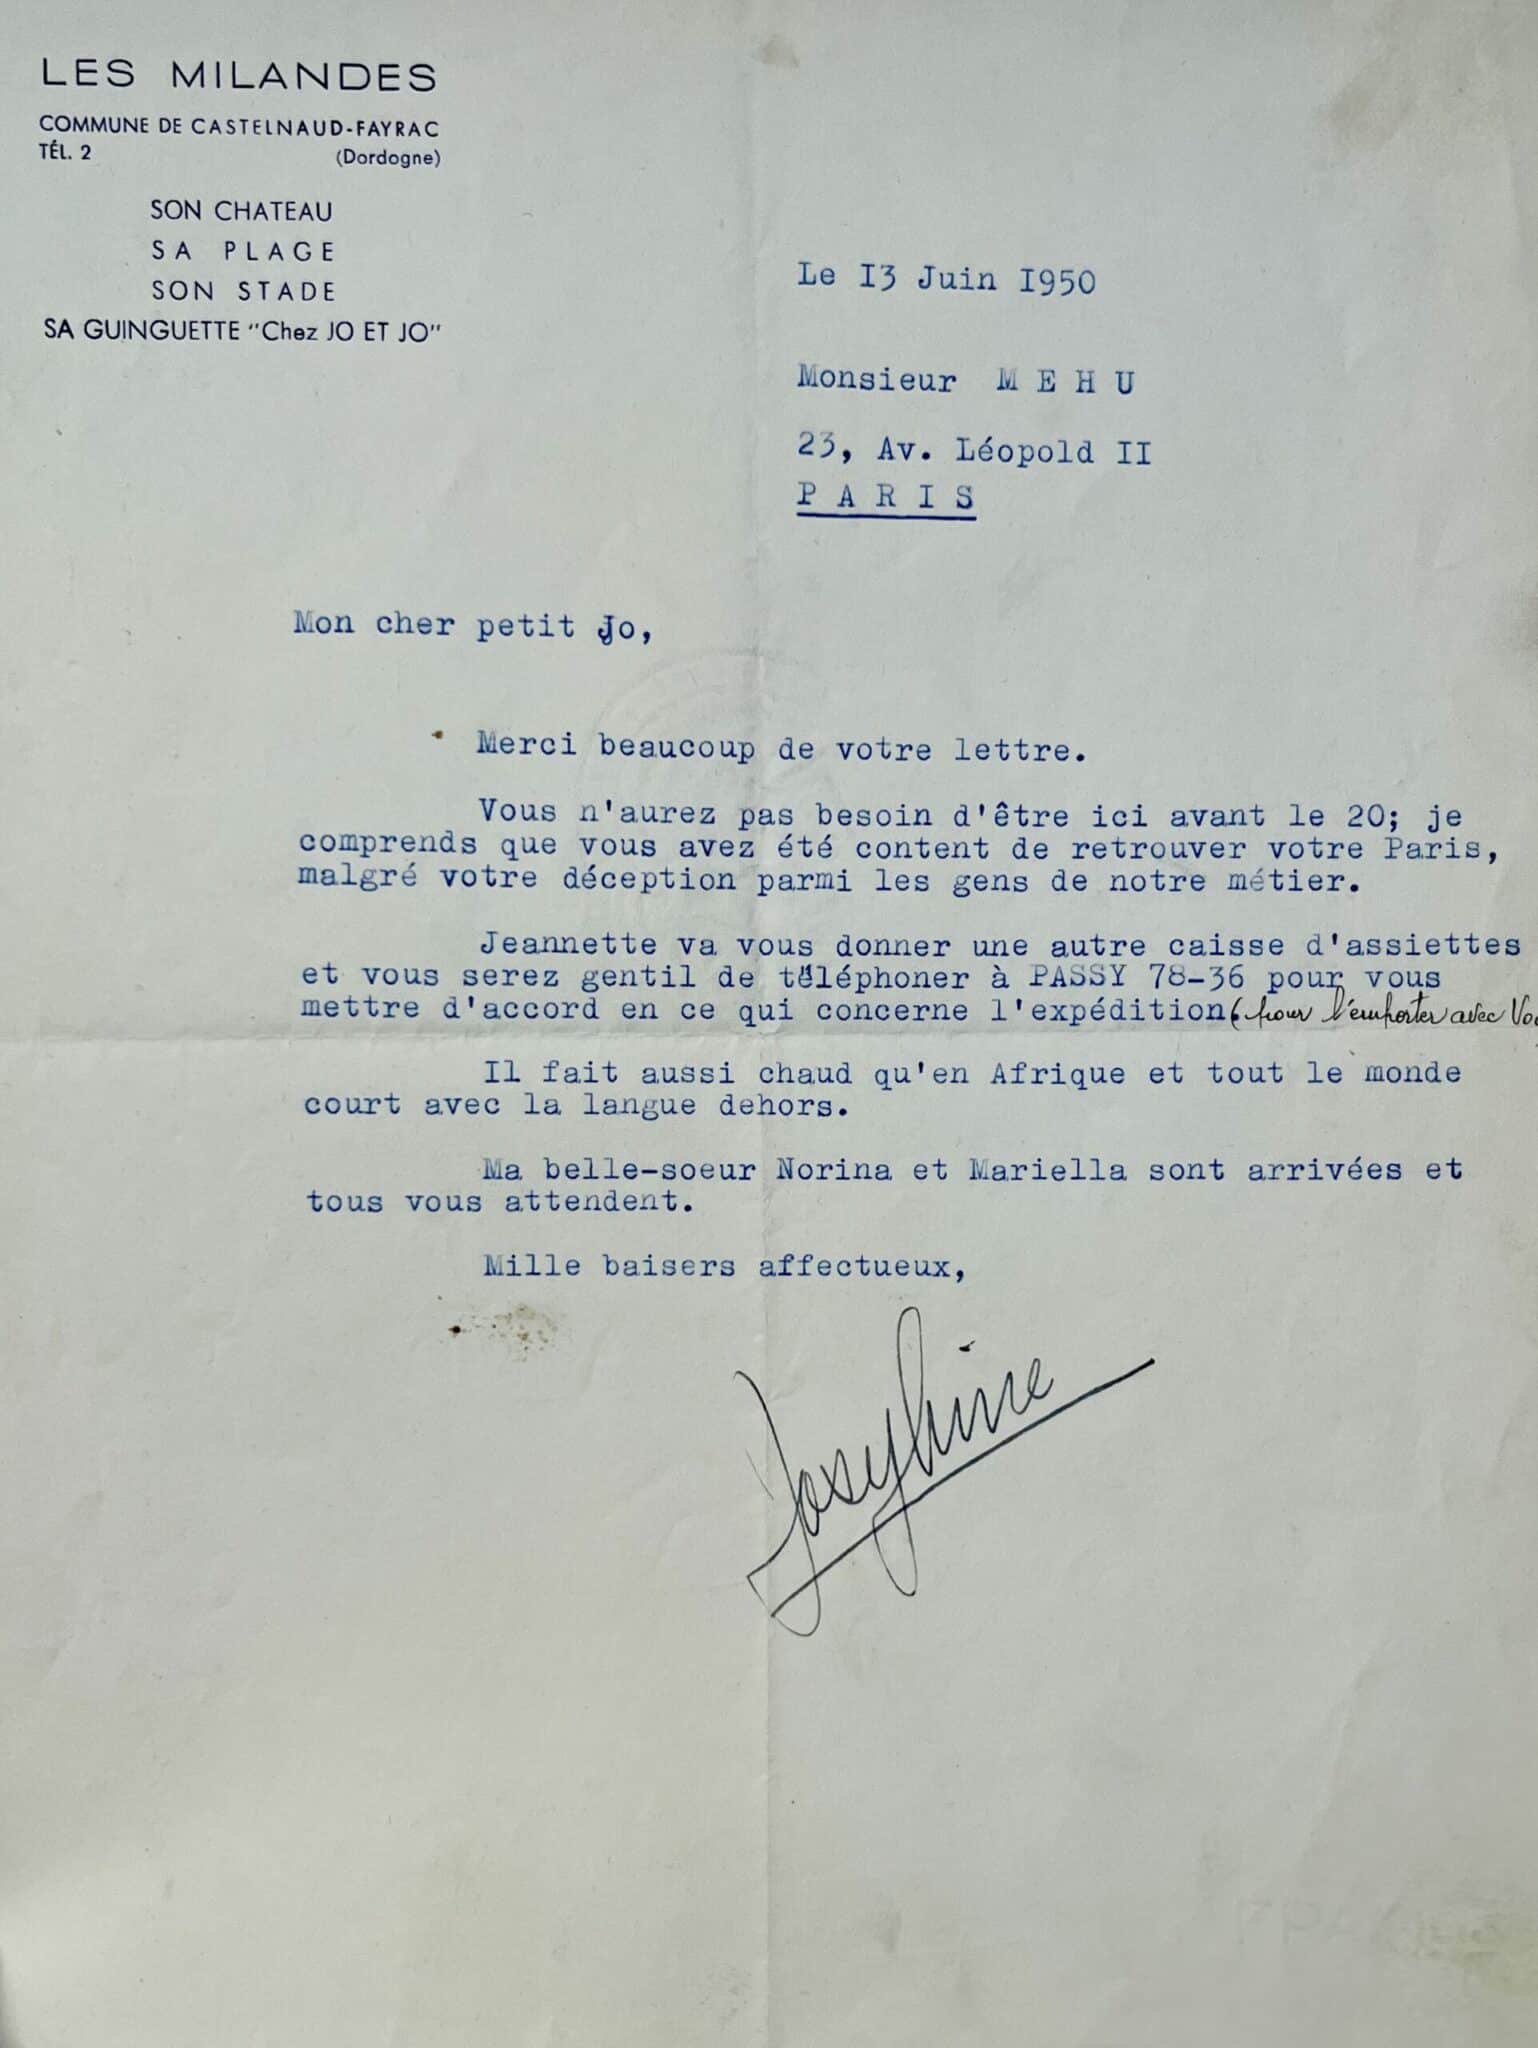 LES MILANDES
COMMUNE DE CASTELNAUD-FAYRAC
TÉL. 2 (Dordogne)
SON CHATEAU
SA PLAGE
SON STADE
SA GUINGUETTE "Chez JO ET JO"
Le I3 Juin I950
Monsieur M E H U
23, Av. Léopold II
P A R I S
Mon cher petit Jo,
Merci beaucoup de votre lettre.
Vous n'aurez pas besoin d'être ici avant le 20; je
comprends que vous avez été content de retrouver votre Paris,
malgré votre déception parmi les gens de notre métier.
Jeannette va vous donner une autre caisse d'assiettes
et vous serez gentil de téléphoner à PASSY 78-36 pour vous
mettre d'accord en ce qui concerne l'expédition (pour l'emporter avec
Il fait aussi chaud qu'en Afrique et tout le monde
court avec la langue dehors.
Ma belle-soeur Norina et Mariella sont arrivées et
tous vous attendent.
Mille baisers affectueux,
Josephine